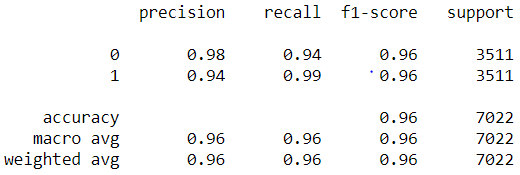 precision recall f1-score support
0 0.98 0.94 0.96 3511
1 0.94 0.99 0.96 3511
accuracy 0.96 7022
macro avg 0.96 0.96 0.96 7022
weighted avg 0.96 0.96 0.96 7022